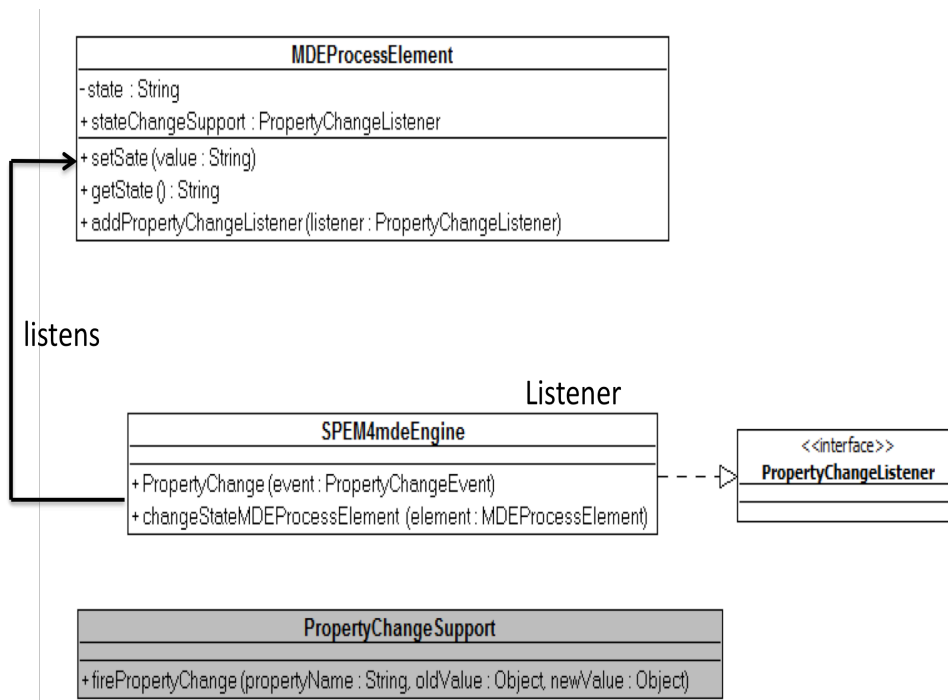 MDEProcessElement
- state : String
+ stateChangeSupport : PropertyChangeListener
+ setSate (value : String)
+ getState () : String
+ addPropertyChangeListener (listener : PropertyChangeListener)
listens
Listener
SPEM4mdeEngine
+ PropertyChange (event : PropertyChangeEvent)
+ changeStateMDEProcessElement (element : MDEProcessElement)
<<interface>>
PropertyChangeListener
PropertyChangeSupport
+ firePropertyChange (propertyName : String, oldValue : Object, newValue : Object)